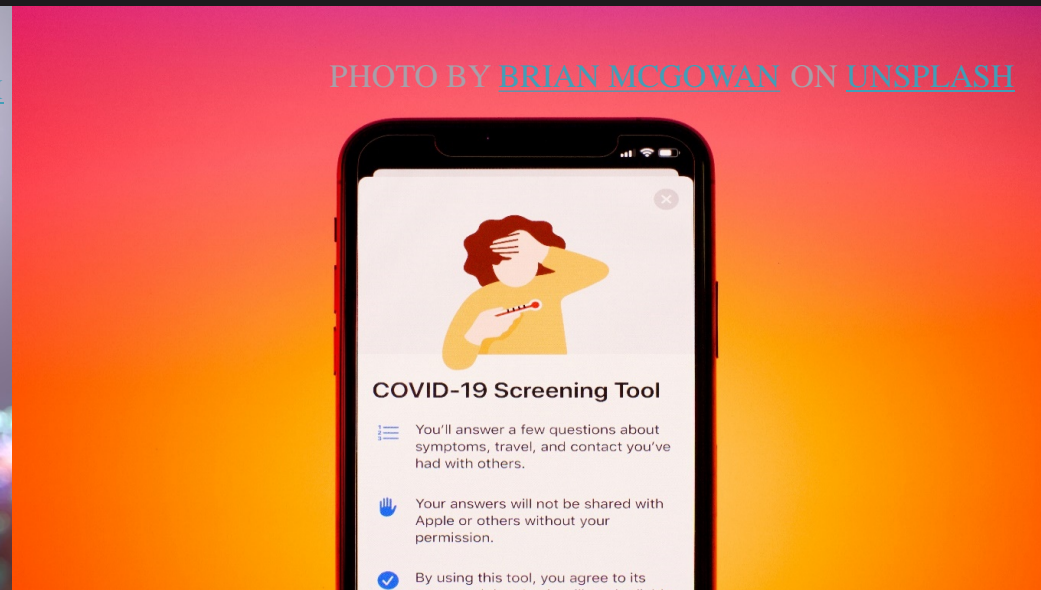 PHOTO BY BRIAN MCGOWAN ON UNSPLASH
COVID-19 Screening Tool
You'll answer a few questions about
symptoms, travel, and contact you've
had with others.
Your answers will not be shared with
Apple or others without your
permission.
By using this tool, you agree to its